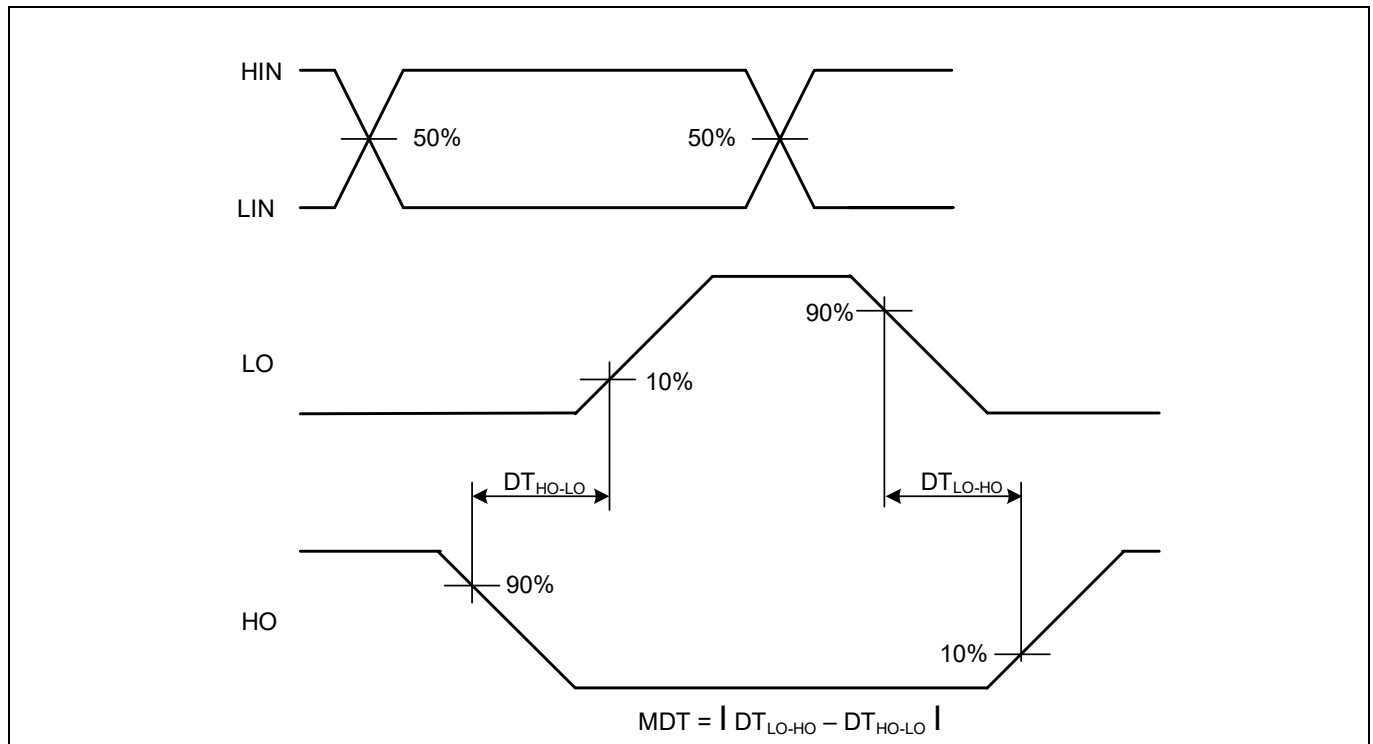 HIN
50% 50%
LIN
90%
LO
10%
DTHO-LO DTLO-HO
90%
HO
10%
MDT = | DTLO-HO – DTHO-LO |